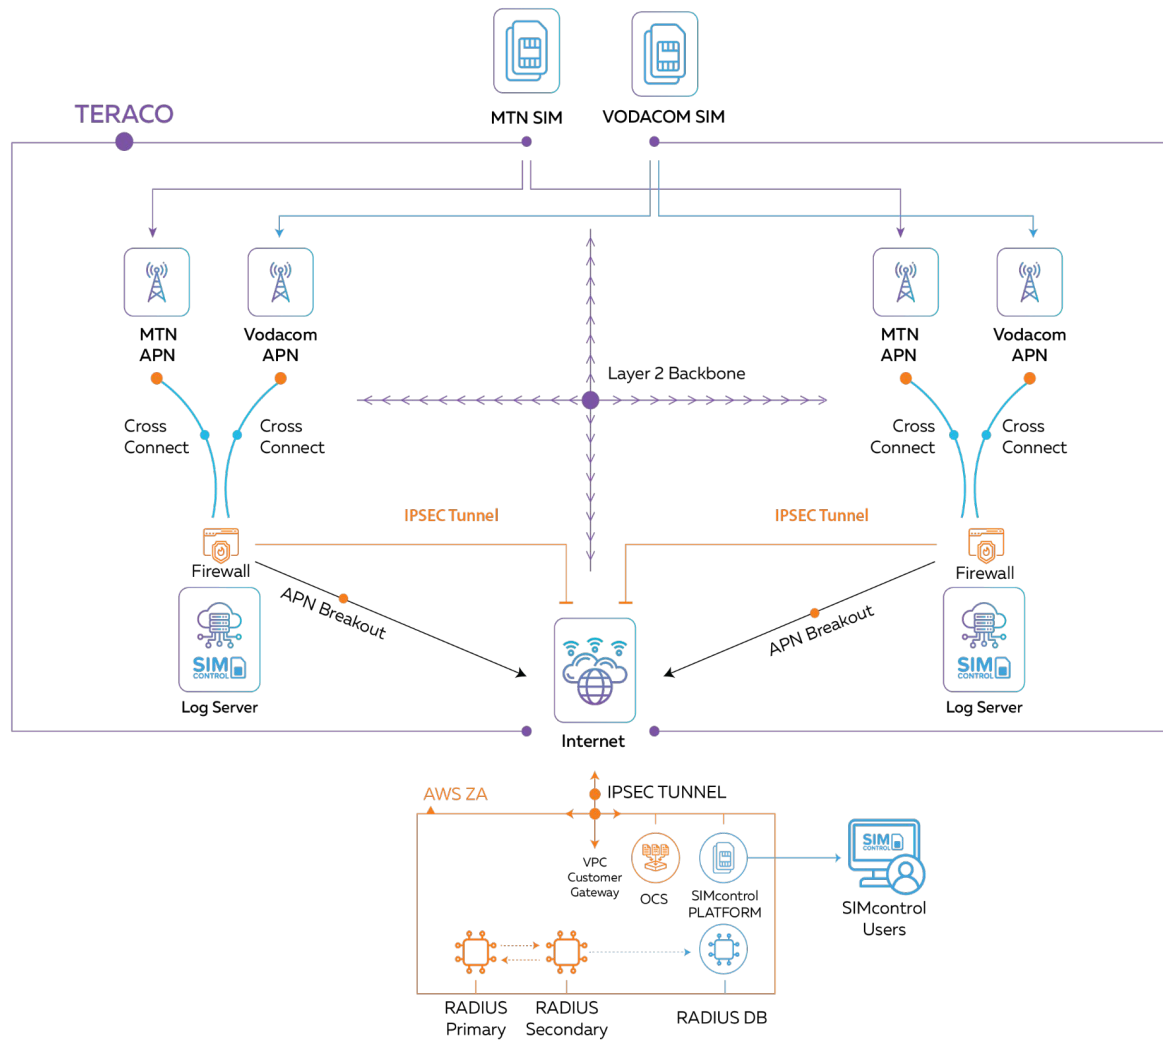 MTN SIM
VODACOM SIM
TERACO
MTN
APN
Vodacom
APN
MTN
APN
Vodacom
APN
Layer 2 Backbone
Cross
Connect
Cross
Connect
Cross
Connect
Cross
Connect
IPSEC Tunnel
IPSEC Tunnel
Firewall
Firewall
APN Breakout
APN Breakout
SIM
CONTROL
SIM
CONTROL
Log Server
Log Server
Internet
AWS ZA
IPSEC TUNNEL
VPC
Customer
Gateway
OCS
SIMcontrol
PLATFORM
SIM
CONTROL
SIMcontrol
Users
RADIUS
Primary
RADIUS
Secondary
RADIUS DB